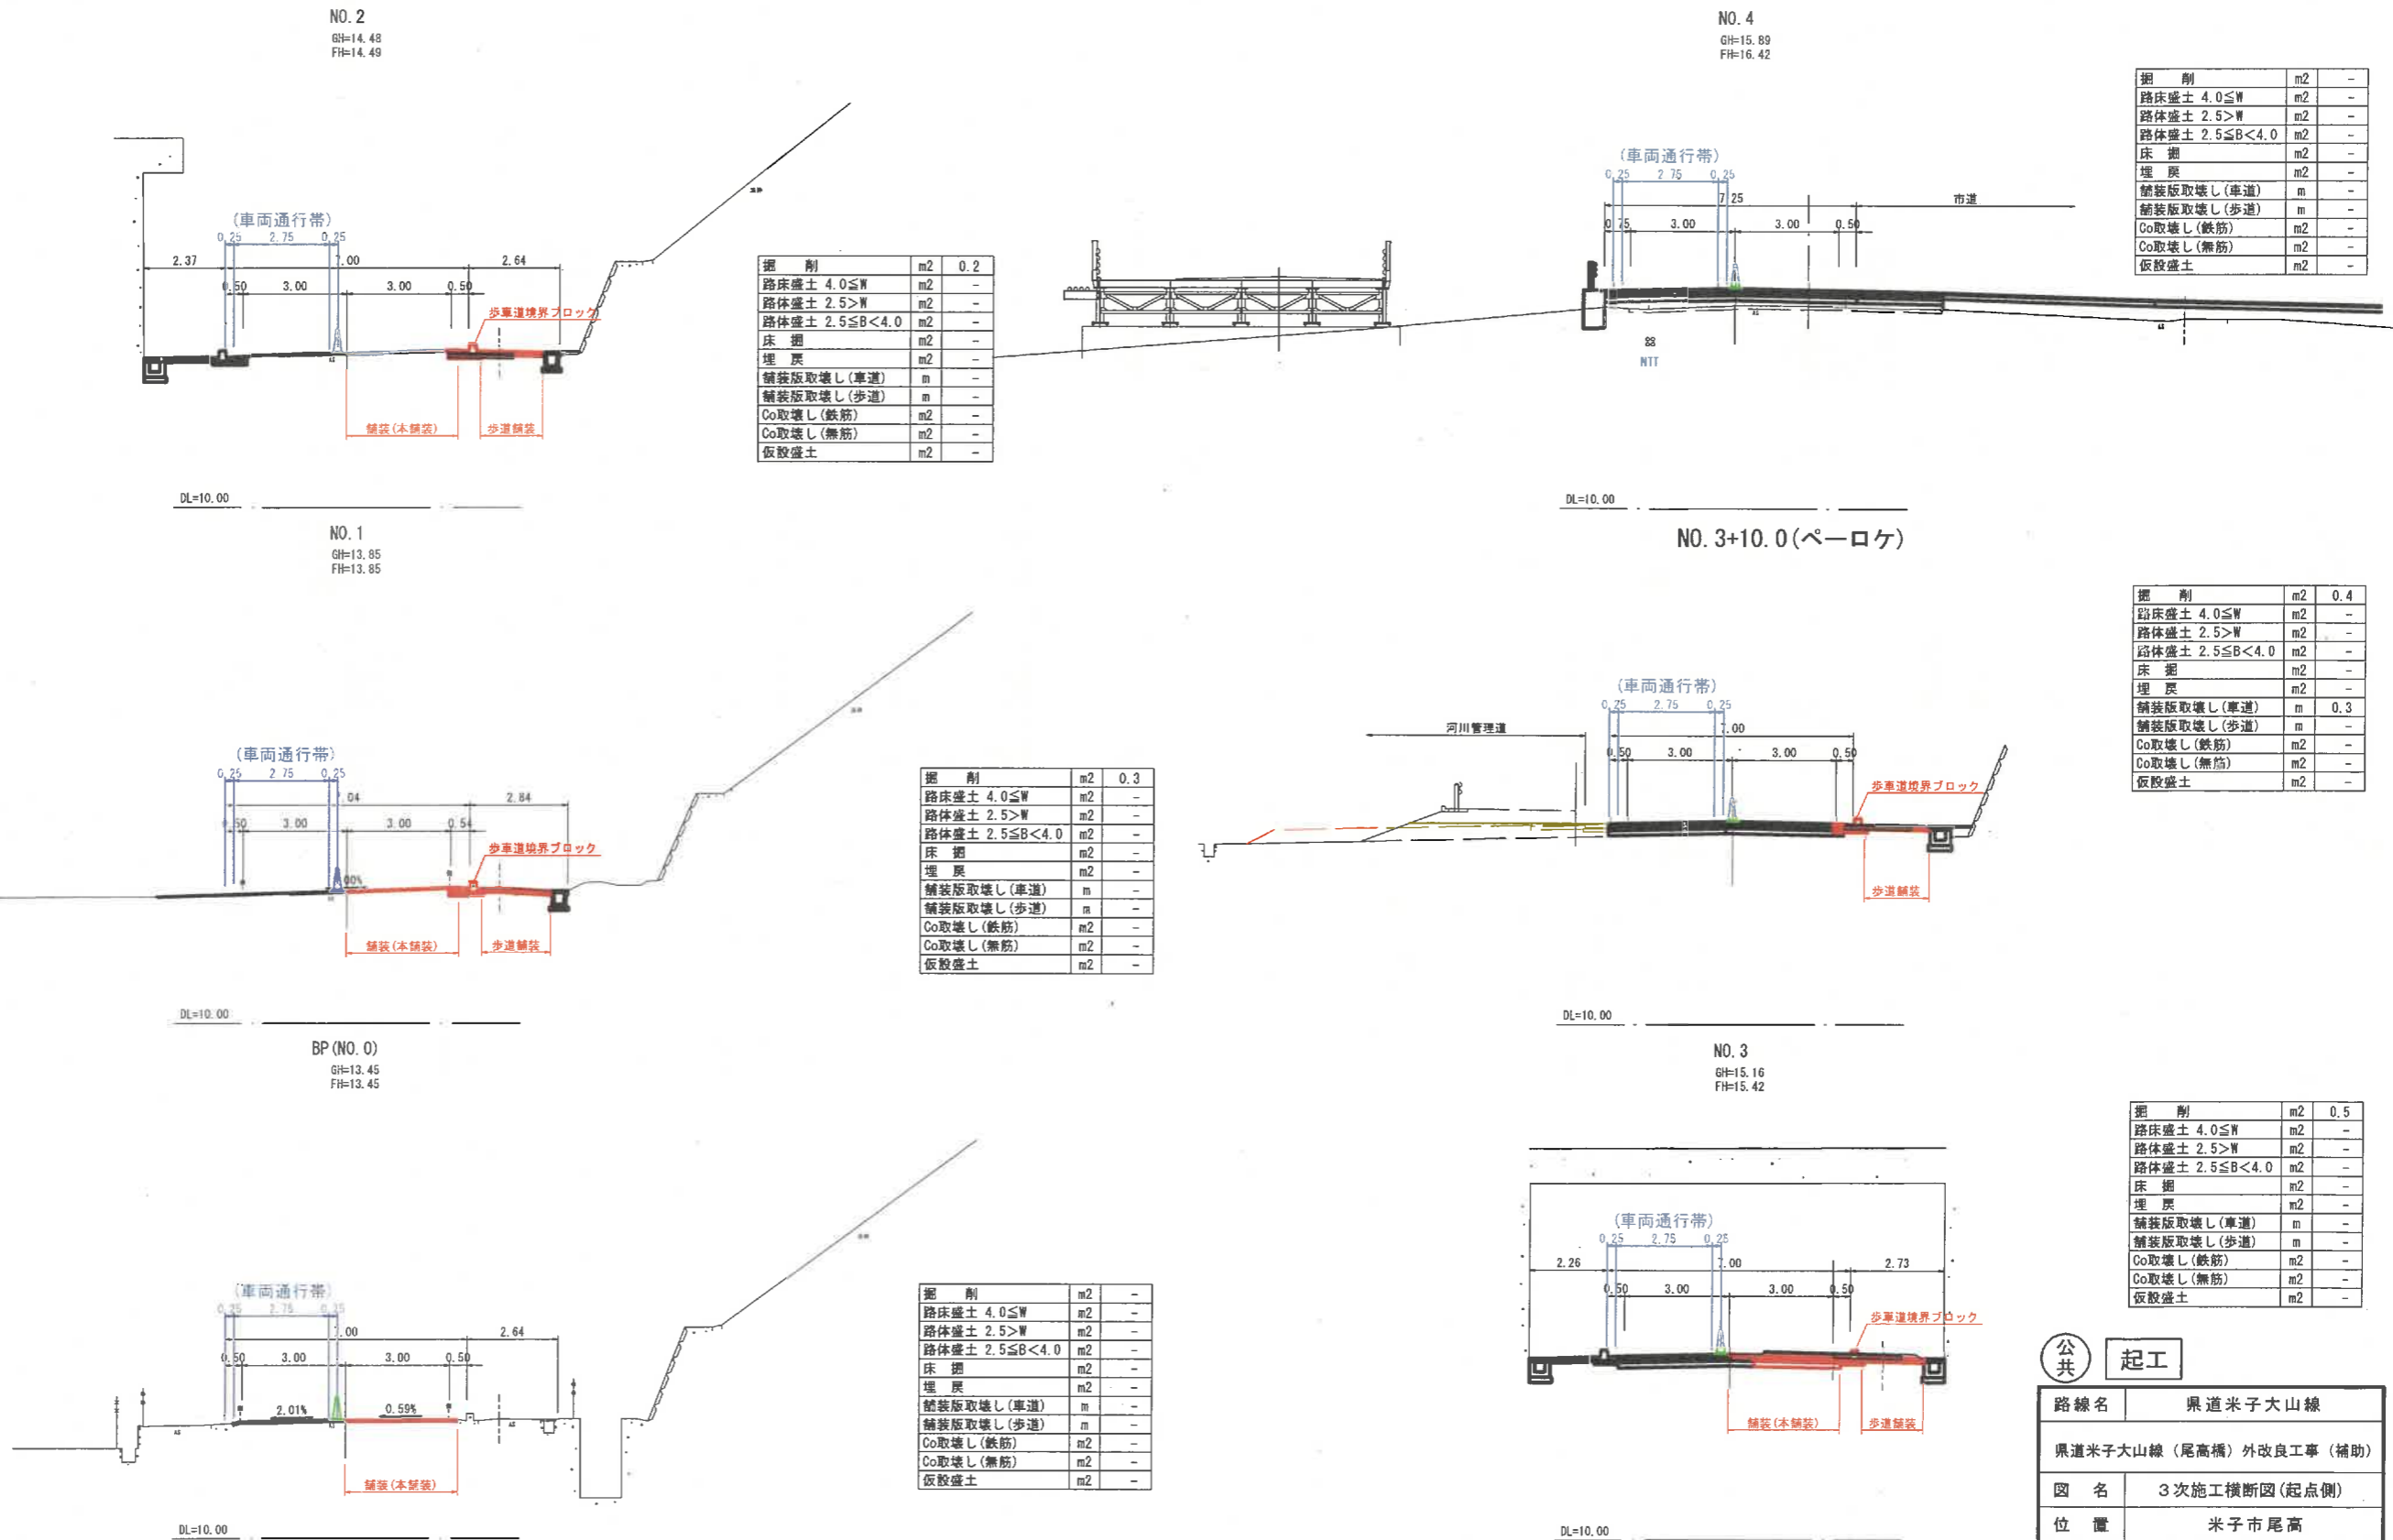 NO. 2
GH=14. 48
FH=14. 49
(車両通行帯)
0. 25 2. 75 0. 25
2. 37 7. 00 2. 64
0. 50 3. 00 3. 00 0. 50
歩車道境界ブロック
舗装(本舗装) 歩道舗装
DL=10. 00
掘 削 m2 0. 2
路床盛土 4. 0≦W m2 -
路体盛土 2. 5>W m2 -
路体盛土 2. 5≦B<4. 0 m2 -
床 掘 m2 -
埋 戻 m2 -
舗装版取壊し(車道) m -
舗装版取壊し(歩道) m -
Co取壊し(鉄筋) m2 -
Co取壊し(無筋) m2 -
仮設盛土 m2 -
NO. 1
GH=13. 85
FH=13. 85
(車両通行帯)
0. 25 2. 75 0. 25
.04 2. 84
0. 50 3. 00 3. 00 0. 54
歩車道境界ブロック
00%
舗装(本舗装) 歩道舗装
DL=10. 00
掘 削 m2 0. 3
路床盛土 4. 0≦W m2 -
路体盛土 2. 5>W m2 -
路体盛土 2. 5≦B<4. 0 m2 -
床 掘 m2 -
埋 戻 m2 -
舗装版取壊し(車道) m -
舗装版取壊し(歩道) m -
Co取壊し(鉄筋) m2 -
Co取壊し(無筋) m2 -
仮設盛土 m2 -
BP(NO. 0)
GH=13. 45
FH=13. 45
(車両通行帯)
0. 25 2. 75 0. 25
7. 00 2. 64
0. 50 3. 00 3. 00 0. 50
2. 01% 0. 59%
舗装(本舗装)
DL=10. 00
掘 削 m2 -
路床盛土 4. 0≦W m2 -
路体盛土 2. 5>W m2 -
路体盛土 2. 5≦B<4. 0 m2 -
床 掘 m2 -
埋 戻 m2 -
舗装版取壊し(車道) m -
舗装版取壊し(歩道) m -
Co取壊し(鉄筋) m2 -
Co取壊し(無筋) m2 -
仮設盛土 m2 -
NO. 4
GH=15. 89
FH=16. 42
(車両通行帯)
0. 25 2. 75 0. 25
7. 25 市道
0. 75 3. 00 3. 00 0. 50
NTT
DL=10. 00
掘 削 m2 -
路床盛土 4. 0≦W m2 -
路体盛土 2. 5>W m2 -
路体盛土 2. 5≦B<4. 0 m2 -
床 掘 m2 -
埋 戻 m2 -
舗装版取壊し(車道) m -
舗装版取壊し(歩道) m -
Co取壊し(鉄筋) m2 -
Co取壊し(無筋) m2 -
仮設盛土 m2 -
NO. 3+10. 0(ペーロケ)
(車両通行帯)
0. 25 2. 75 0. 25
河川管理道 7. 00
0. 50 3. 00 3. 00 0. 50
歩車道境界ブロック
歩道舗装
DL=10. 00
掘 削 m2 0. 4
路床盛土 4. 0≦W m2 -
路体盛土 2. 5>W m2 -
路体盛土 2. 5≦B<4. 0 m2 -
床 掘 m2 -
埋 戻 m2 -
舗装版取壊し(車道) m 0. 3
舗装版取壊し(歩道) m -
Co取壊し(鉄筋) m2 -
Co取壊し(無筋) m2 -
仮設盛土 m2 -
NO. 3
GH=15. 16
FH=15. 42
(車両通行帯)
0. 25 2. 75 0. 25
2. 26 7. 00 2. 73
0. 50 3. 00 3. 00 0. 50
歩車道境界ブロック
舗装(本舗装) 歩道舗装
DL=10. 00
掘 削 m2 0. 5
路床盛土 4. 0≦W m2 -
路体盛土 2. 5>W m2 -
路体盛土 2. 5≦B<4. 0 m2 -
床 掘 m2 -
埋 戻 m2 -
舗装版取壊し(車道) m -
舗装版取壊し(歩道) m -
Co取壊し(鉄筋) m2 -
Co取壊し(無筋) m2 -
仮設盛土 m2 -
公共 起工
路線名 県道米子大山線
県道米子大山線(尾高橋)外改良工事(補助)
図 名 3次施工横断図(起点側)
位 置 米子市尾高